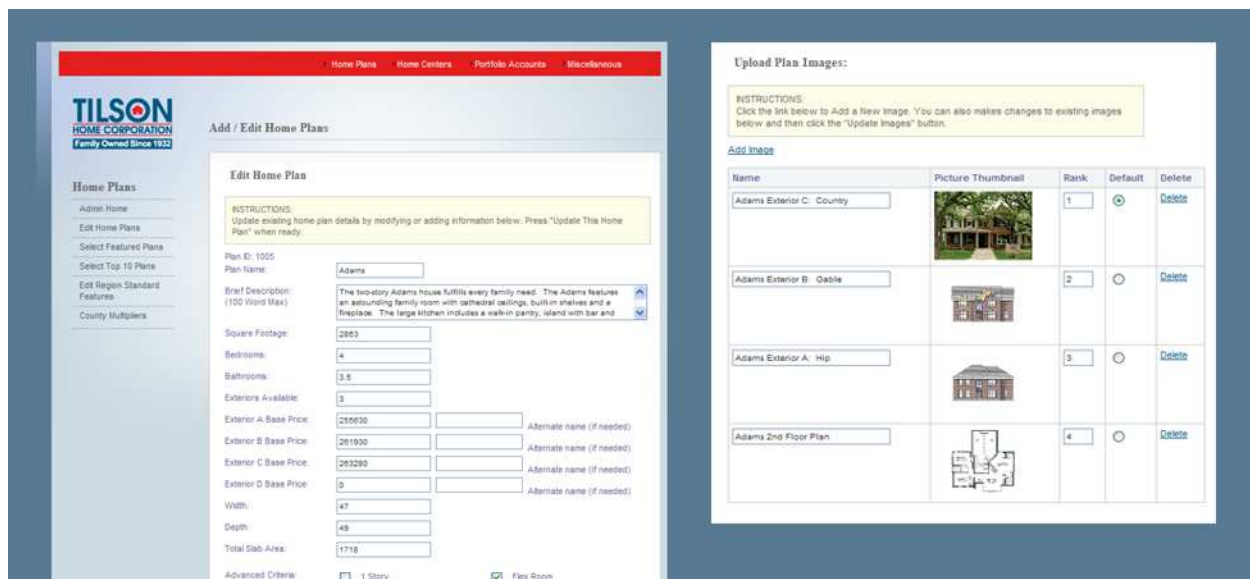 Home Plans
Home Centers
Portfolio Accounts
Miscellaneous
TILSON
HOME CORPORATION
Family Owned Since 1932
Add / Edit Home Plans
Home Plans
Admin Home
Edit Home Plans
Select Featured Plans
Select Top 10 Plans
Edit Region Standard
Features
County Multipliers
Edit Home Plan
INSTRUCTIONS:
Update existing home plan details by modifying or adding information below. Press "Update This Home
Plan" when ready.
Plan ID: 1005
Plan Name: Adams
Brief Description:
(100 Word Max)
The two-story Adams house fulfills every family need. The Adams features
an astounding family room with cathedral ceilings, built-in shelves and a
fireplace. The large kitchen includes a walk-in pantry, island with bar and
Square Footage: 2863
Bedrooms: 4
Bathrooms: 3.5
Exteriors Available: 3
Exterior A Base Price: 256630 Alternate name (if needed)
Exterior B Base Price: 261930 Alternate name (if needed)
Exterior C Base Price: 263280 Alternate name (if needed)
Exterior D Base Price: 0 Alternate name (if needed)
Width: 47
Depth: 49
Total Slab Area: 1718
Advanced Criteria: 1 Story Flex Room
Upload Plan Images:
INSTRUCTIONS:
Click the link below to Add a New Image. You can also makes changes to existing images
below and then click the "Update Images" button.
Add Image
Name Picture Thumbnail Rank Default Delete
Adams Exterior C: Country 1 Delete
Adams Exterior B: Gable 2 Delete
Adams Exterior A: Hip 3 Delete
Adams 2nd Floor Plan 4 Delete